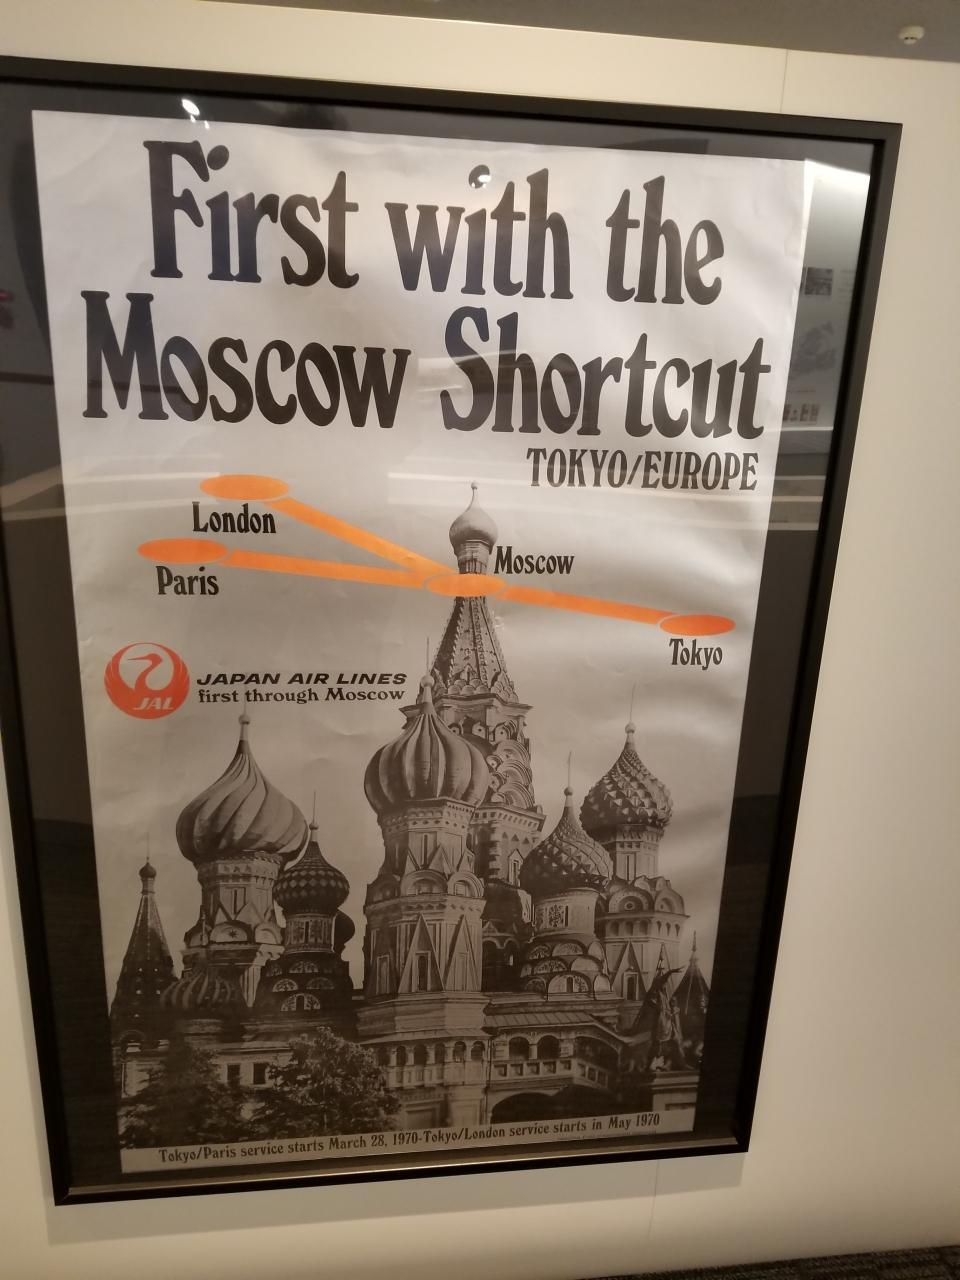 First with the
Moscow Shortcut
TOKYO/EUROPE
London
Moscow
Paris
Tokyo
JAL
JAPAN AIR LINES
first through Moscow
Tokyo/Paris service starts March 28, 1970-Tokyo/London service starts in May 1970